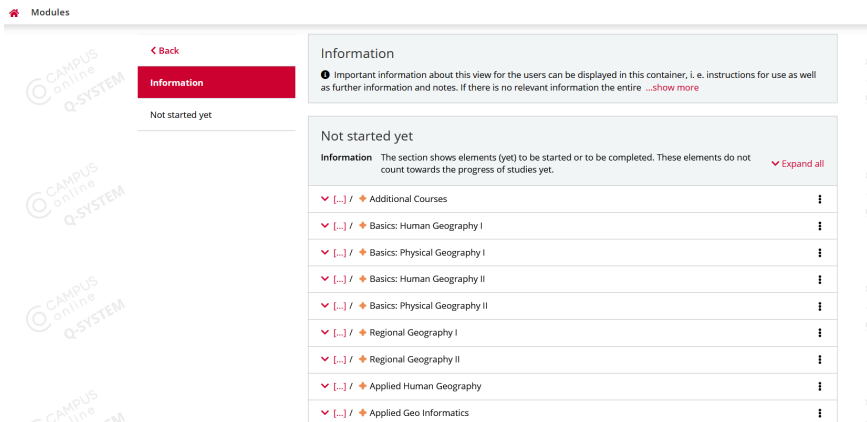 Modules
Back
Information
Not started yet
Information
Important information about this view for the users can be displayed in this container, i. e. instructions for use as well
as further information and notes. If there is no relevant information the entire ...show more
Not started yet
Information The section shows elements (yet) to be started or to be completed. These elements do not
count towards the progress of studies yet.
Expand all
[...] / Additional Courses
[...] / Basics: Human Geography I
[...] / Basics: Physical Geography I
[...] / Basics: Human Geography II
[...] / Basics: Physical Geography II
[...] / Regional Geography I
[...] / Regional Geography II
[...] / Applied Human Geography
[...] / Applied Geo Informatics
CAMPUS
online
Q-SYSTEM
CAMPUS
online
Q-SYSTEM
CAMPUS
online
Q-SYSTEM
CAMPUS
online